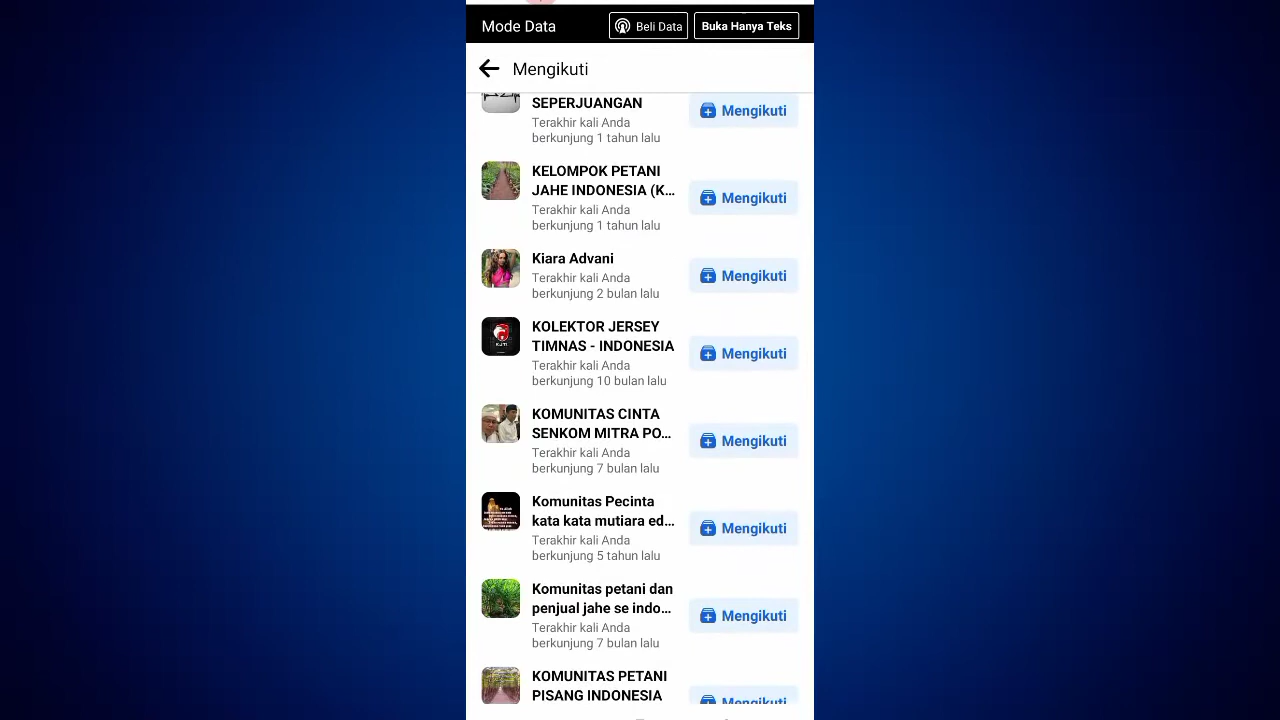 Mode Data
Beli Data
Buka Hanya Teks
Mengikuti
SEPERJUANGAN
Terakhir kali Anda
berkunjung 1 tahun lalu
Mengikuti
KELOMPOK PETANI
JAHE INDONESIA (K...
Terakhir kali Anda
berkunjung 1 tahun lalu
Mengikuti
Kiara Advani
Terakhir kali Anda
berkunjung 2 bulan lalu
Mengikuti
KOLEKTOR JERSEY
TIMNAS - INDONESIA
Terakhir kali Anda
berkunjung 10 bulan lalu
Mengikuti
KOMUNITAS CINTA
SENKOM MITRA PO...
Terakhir kali Anda
berkunjung 7 bulan lalu
Mengikuti
Komunitas Pecinta
kata kata mutiara ed...
Terakhir kali Anda
berkunjung 5 tahun lalu
Mengikuti
Komunitas petani dan
penjual jahe se indo...
Terakhir kali Anda
berkunjung 7 bulan lalu
Mengikuti
KOMUNITAS PETANI
PISANG INDONESIA
Mengikuti